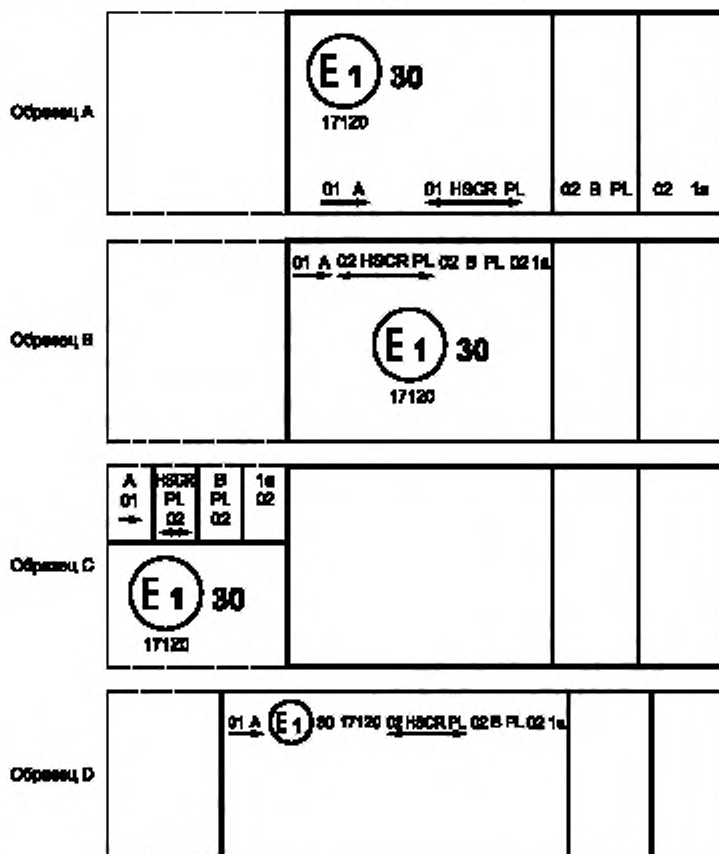 Образец A
E 1 30
17120
01 A 01 HSCR PL 02 B PL 02 1a
Образец B
01 A 02 HSCR PL 02 B PL 02 1a
E 1 30
17120
Образец C
A HSCR B 1a
01 PL PL 02
02 02
E 1 30
17120
Образец D
01 A E 1 30 17120 02 HSCR PL 02 B PL 02 1a